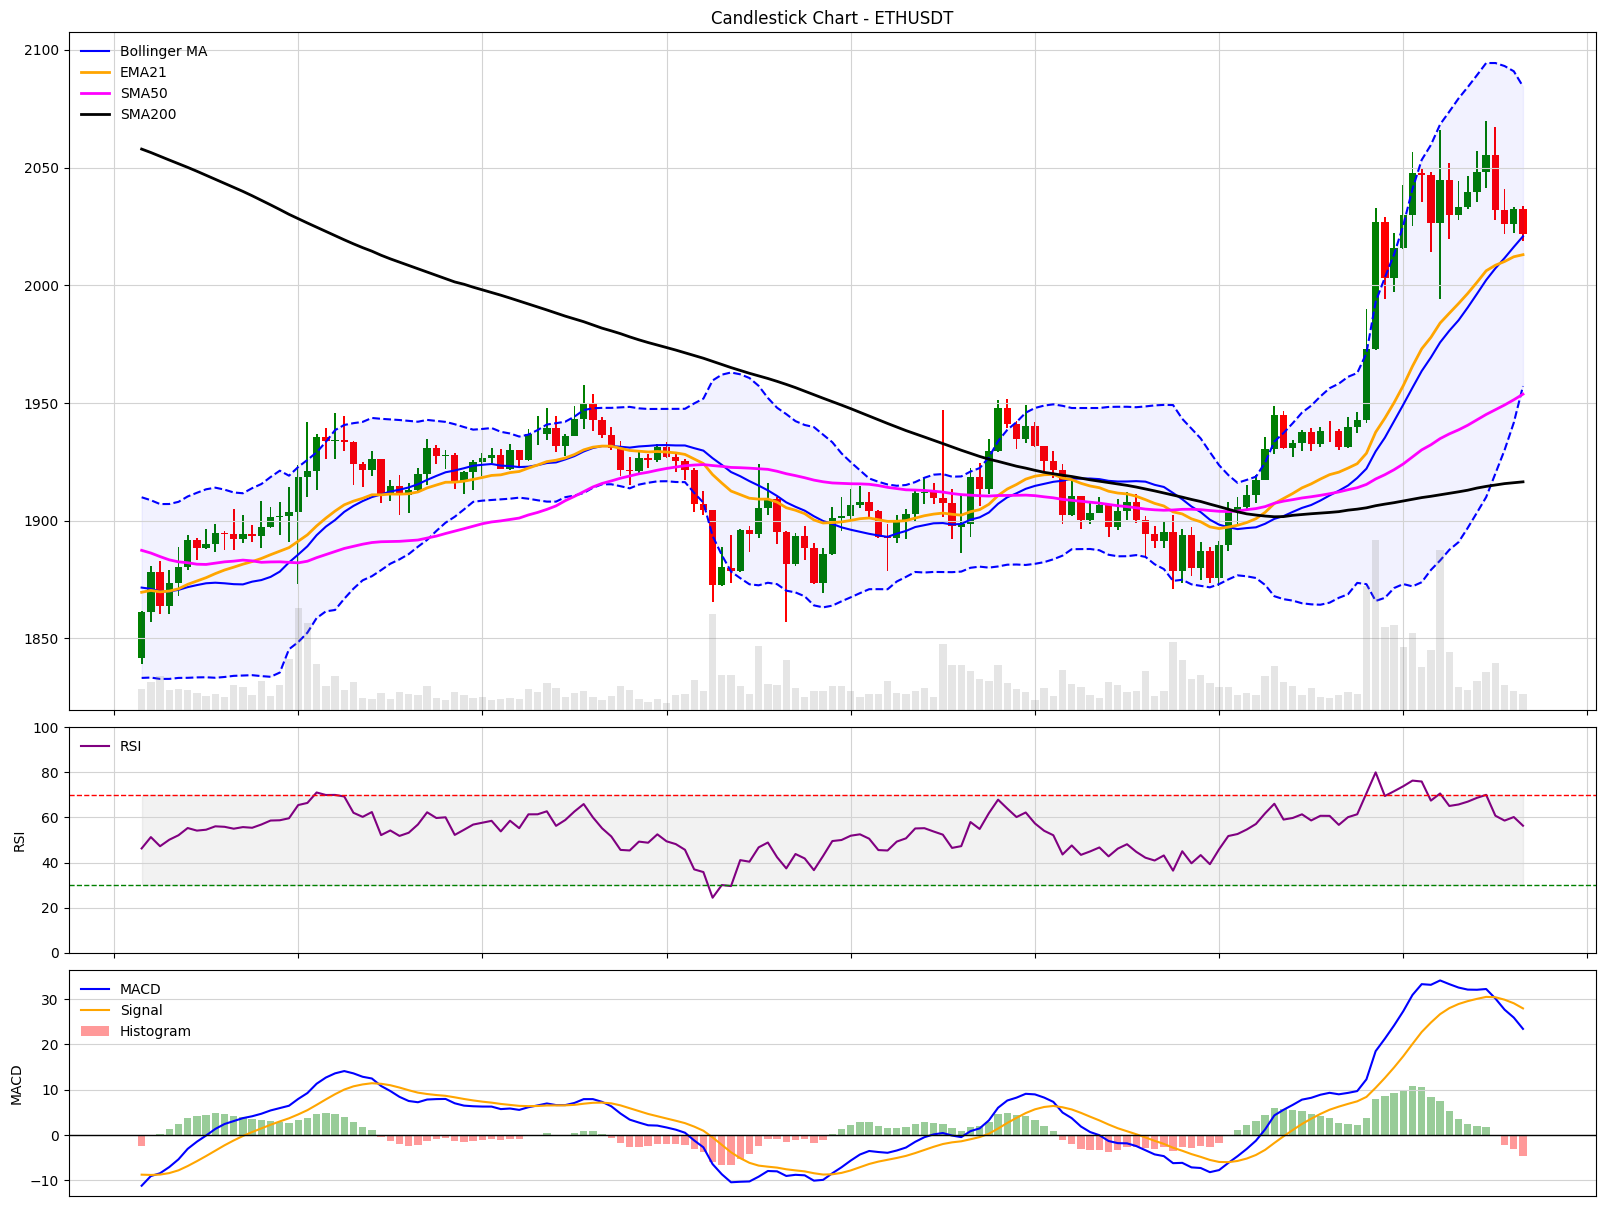 Candlestick Chart - ETHUSDT
Bollinger MA
EMA21
SMA50
SMA200
2100
2050
2000
1950
1900
1850
RSI
100
80
60
40
20
0
RSI
MACD
Signal
Histogram
30
20
10
0
−10
MACD